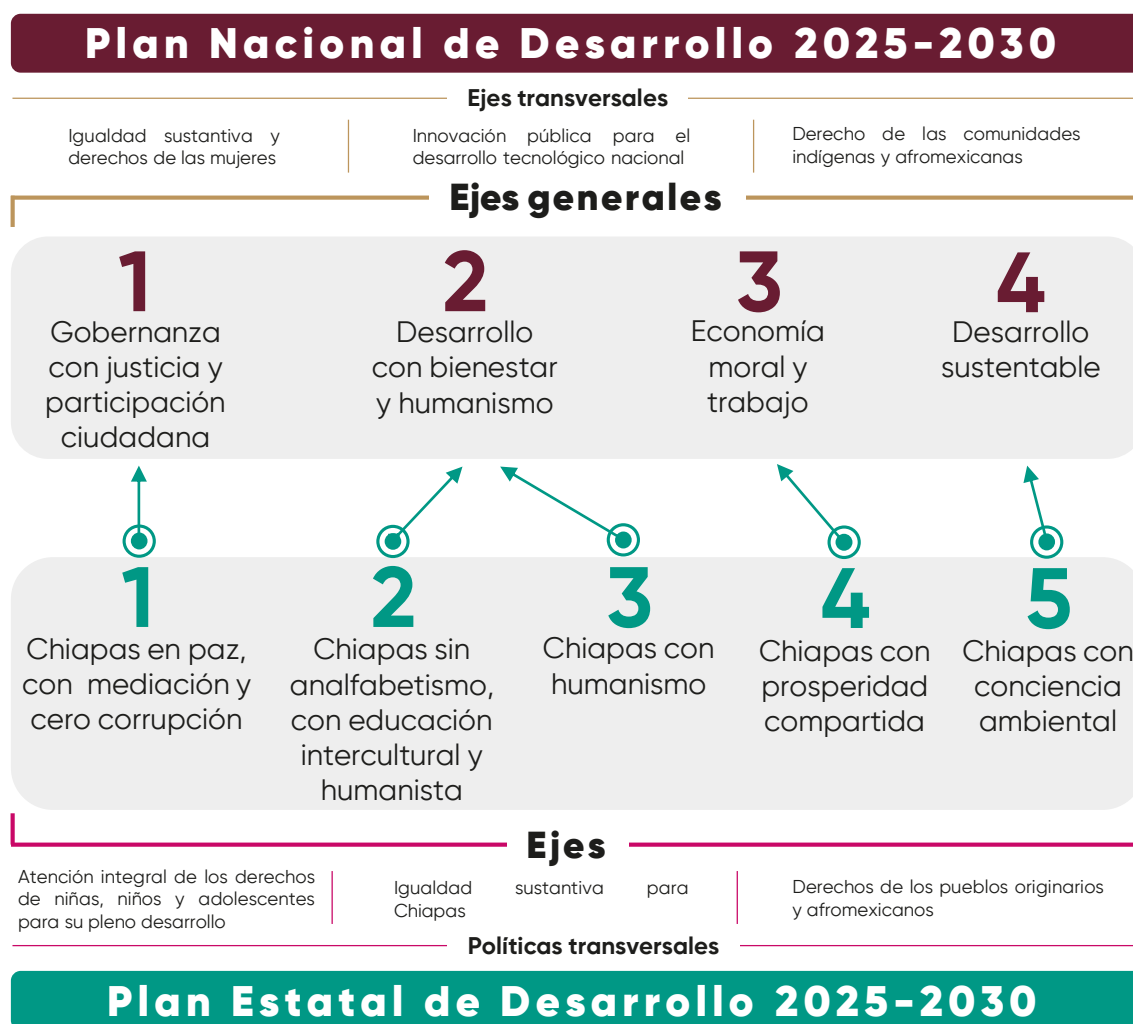 Plan Nacional de Desarrollo 2025-2030
Ejes transversales
Igualdad sustantiva y
derechos de las mujeres
Innovación pública para el
desarrollo tecnológico nacional
Derecho de las comunidades
indígenas y afromexicanas
Ejes generales
1
Gobernanza
con justicia y
participación
ciudadana
2
Desarrollo
con bienestar
y humanismo
3
Economía
moral y
trabajo
4
Desarrollo
sustentable
1
Chiapas en paz,
con mediación y
cero corrupción
2
Chiapas sin
analfabetismo,
con educación
intercultural y
humanista
3
Chiapas con
humanismo
4
Chiapas con
prosperidad
compartida
5
Chiapas con
conciencia
ambiental
Ejes
Atención integral de los derechos
de niñas, niños y adolescentes
para su pleno desarrollo
Igualdad sustantiva para
Chiapas
Derechos de los pueblos originarios
y afromexicanos
Políticas transversales
Plan Estatal de Desarrollo 2025-2030